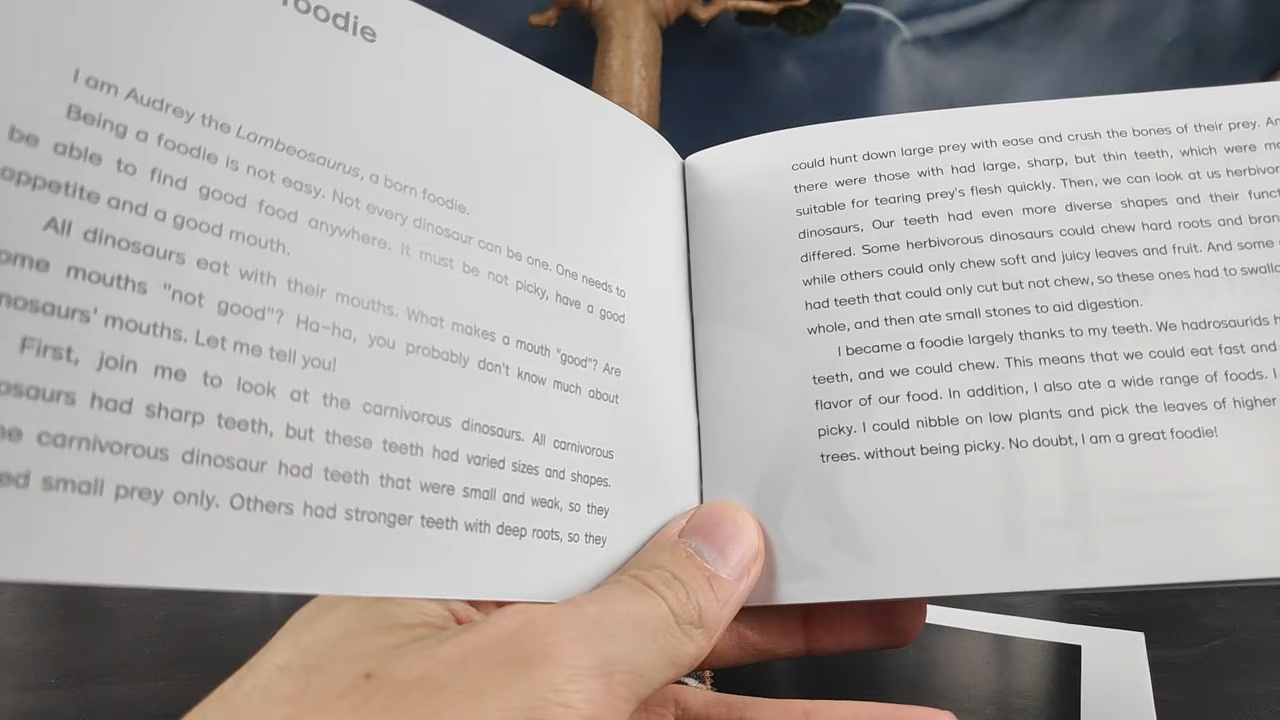 foodie
I am Audrey the Lambeosaurus, a born foodie.
Being a foodie is not easy. Not every dinosaur can be one. One needs to
be able to find good food anywhere. It must be not picky, have a good
appetite and a good mouth.
All dinosaurs eat with their mouths. What makes a mouth "good"? Are
ome mouths "not good"? Ha-ha, you probably don't know much about
nosaurs' mouths. Let me tell you!
First, join me to look at the carnivorous dinosaurs. All carnivorous
osaurs had sharp teeth, but these teeth had varied sizes and shapes.
e carnivorous dinosaur had teeth that were small and weak, so they
ed small prey only. Others had stronger teeth with deep roots, so they
could hunt down large prey with ease and crush the bones of their prey. An
there were those with had large, sharp, but thin teeth, which were mo
suitable for tearing prey's flesh quickly. Then, we can look at us herbivor
dinosaurs, Our teeth had even more diverse shapes and their funct
differed. Some herbivorous dinosaurs could chew hard roots and bran
while others could only chew soft and juicy leaves and fruit. And some
had teeth that could only cut but not chew, so these ones had to swallo
whole, and then ate small stones to aid digestion.
I became a foodie largely thanks to my teeth. We hadrosaurids h
teeth, and we could chew. This means that we could eat fast and
flavor of our food. In addition, I also ate a wide range of foods. I
picky. I could nibble on low plants and pick the leaves of higher
trees. without being picky. No doubt, I am a great foodie!